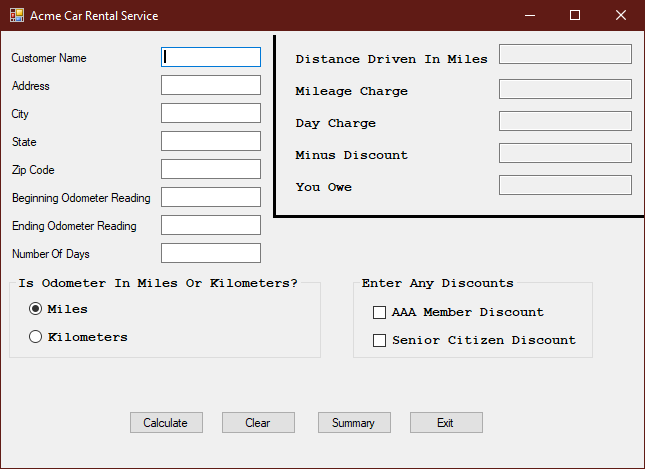 Acme Car Rental Service
Customer Name
Address
City
State
Zip Code
Beginning Odometer Reading
Ending Odometer Reading
Number Of Days
Distance Driven In Miles
Mileage Charge
Day Charge
Minus Discount
You Owe
Is Odometer In Miles Or Kilometers?
Miles
Kilometers
Enter Any Discounts
AAA Member Discount
Senior Citizen Discount
Calculate
Clear
Summary
Exit